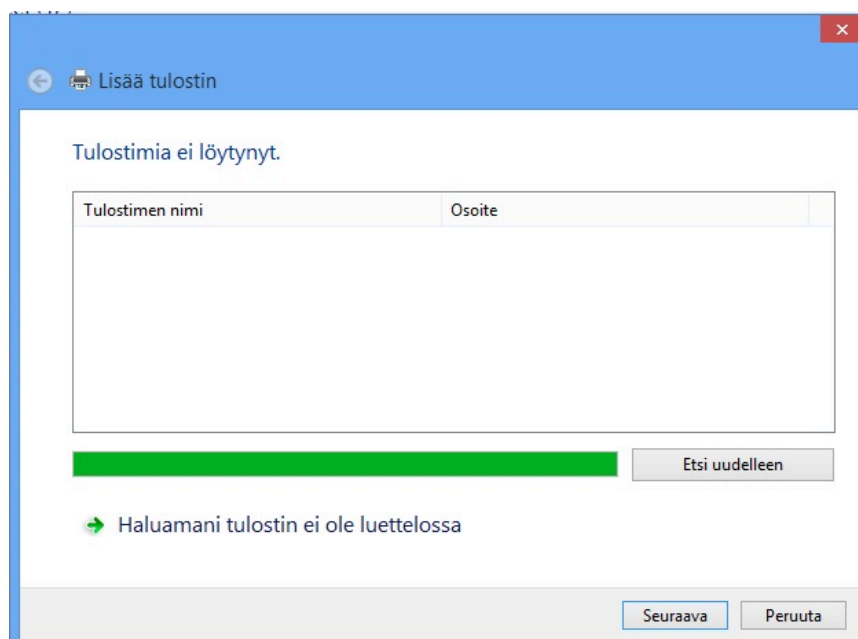 Lisää tulostin
Tulostimia ei löytynyt.
Tulostimen nimi
Osoite
Etsi uudelleen
Haluamani tulostin ei ole luettelossa
Seuraava
Peruuta